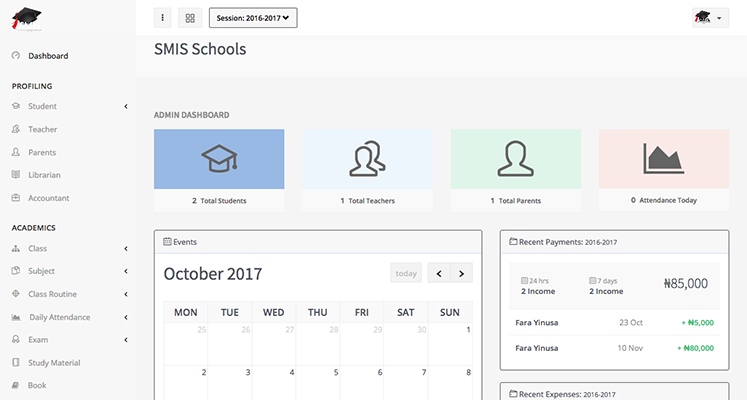 Session: 2016-2017
SMIS Schools
Dashboard
PROFILING
Student
Teacher
Parents
Librarian
Accountant
ACADEMICS
Class
Subject
Class Routine
Daily Attendance
Exam
Study Material
Book
ADMIN DASHBOARD
2 Total Students
1 Total Teachers
1 Total Parents
0 Attendance Today
Events
October 2017
today
MON TUE WED THU FRI SAT SUN
25 26 27 28 29 30 1
2 3 4 5 6 7 8
Recent Payments: 2016-2017
24 hrs 7 days
2 Income 2 Income
₦85,000
Fara Yinusa 23 Oct + ₦5,000
Fara Yinusa 10 Nov + ₦80,000
Recent Expenses: 2016-2017